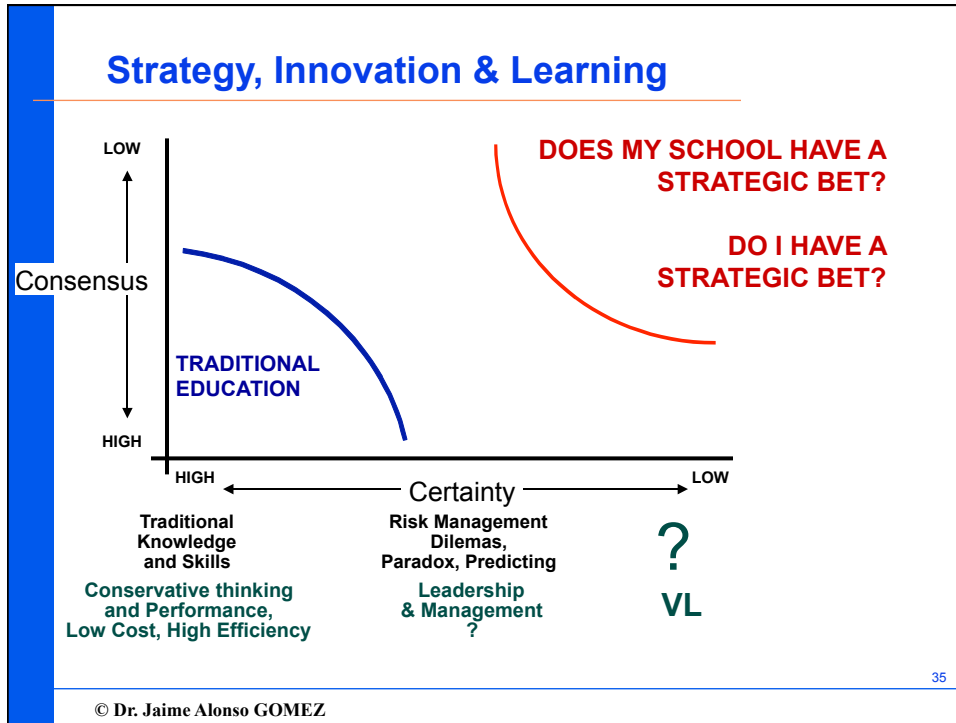 Strategy, Innovation & Learning
LOW
DOES MY SCHOOL HAVE A
STRATEGIC BET?
DO I HAVE A
STRATEGIC BET?
Consensus
TRADITIONAL
EDUCATION
HIGH
HIGH
Certainty
LOW
Traditional
Knowledge
and Skills
Conservative thinking
and Performance,
Low Cost, High Efficiency
Risk Management
Dilemas,
Paradox, Predicting
Leadership
& Management
?
?
VL
35
© Dr. Jaime Alonso GOMEZ